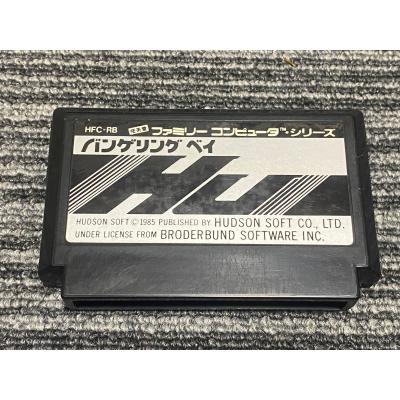 HFC-RB ファミリー コンピュータ™シリーズ
バンゲリング ベイ
HU
HUDSON SOFT © 1985 PUBLISHED BY HUDSON SOFT CO., LTD.
UNDER LICENSE FROM BRODERBUND SOFTWARE INC.